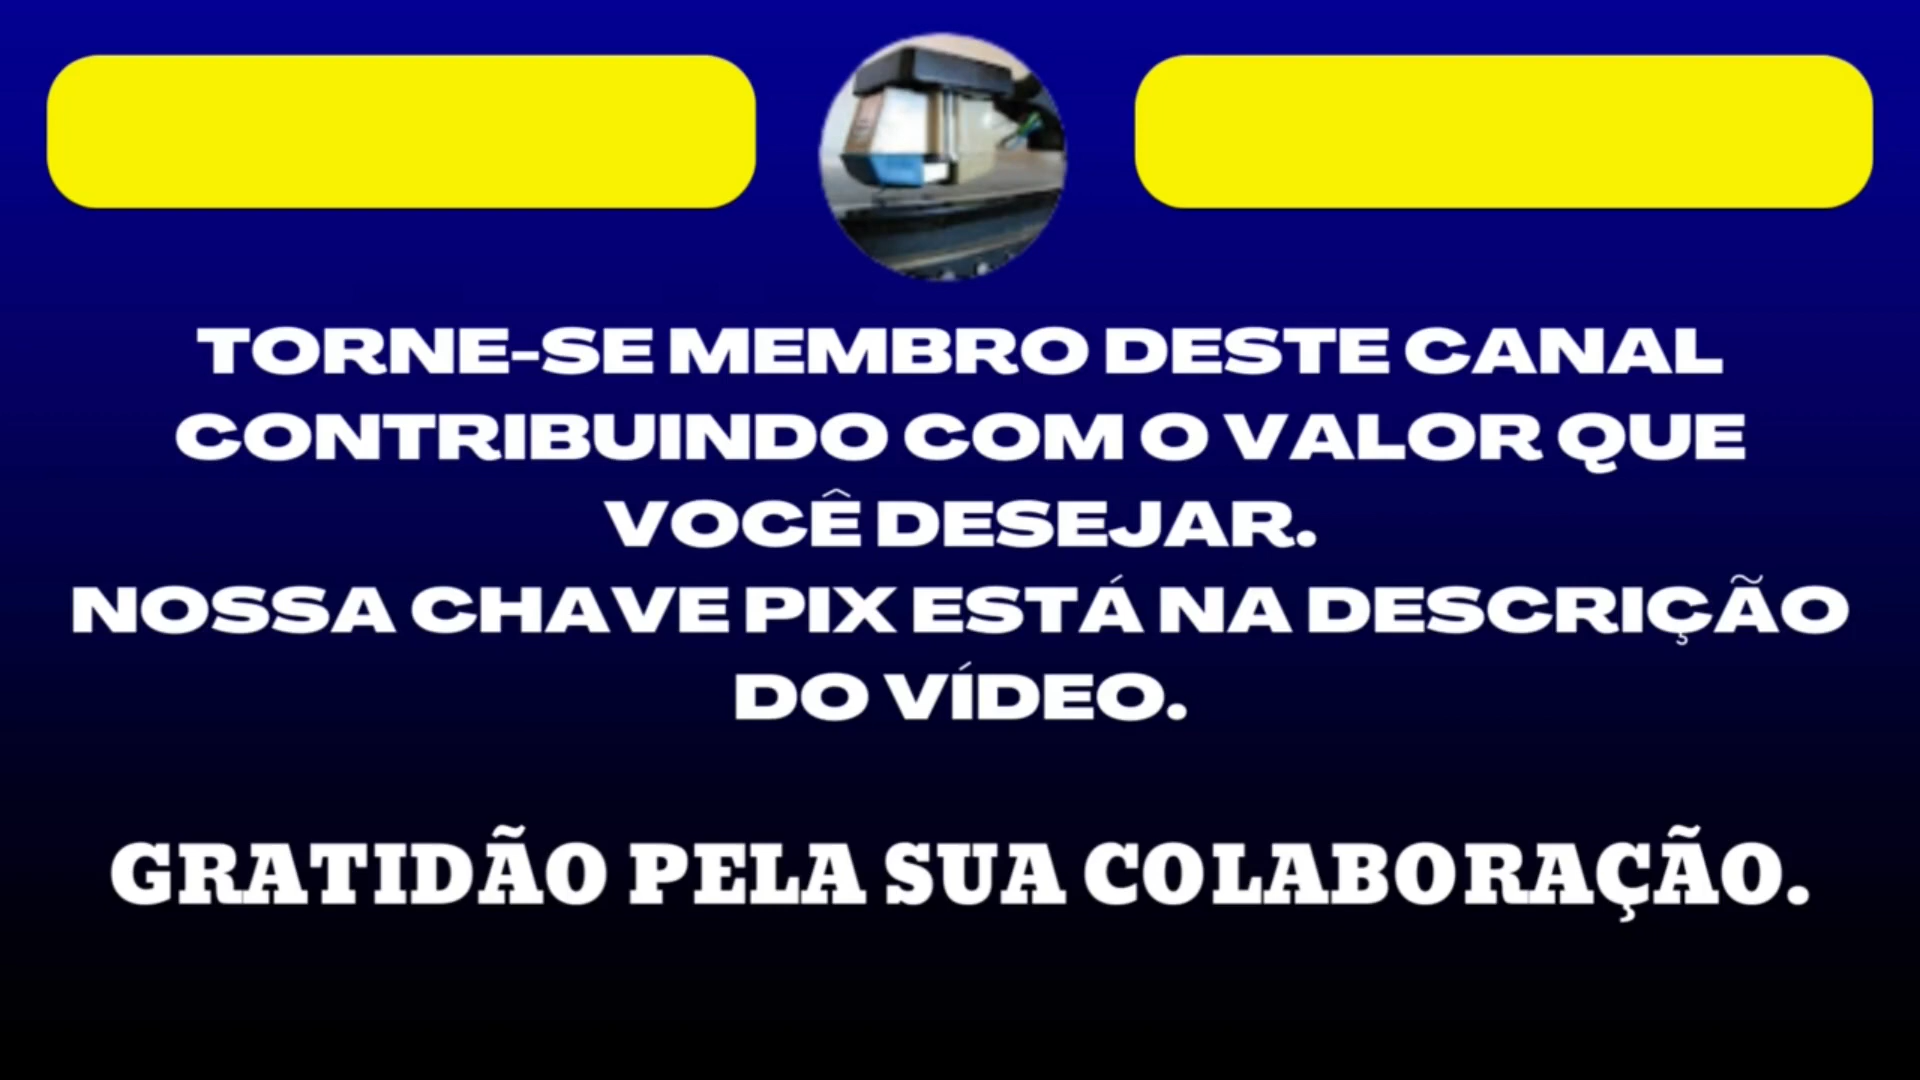 TORNE-SE MEMBRO DESTE CANAL
CONTRIBUINDO COM O VALOR QUE
VOCÊ DESEJAR.
NOSSA CHAVE PIX ESTÁ NA DESCRIÇÃO
DO VÍDEO.
GRATIDÃO PELA SUA COLABORAÇÃO.